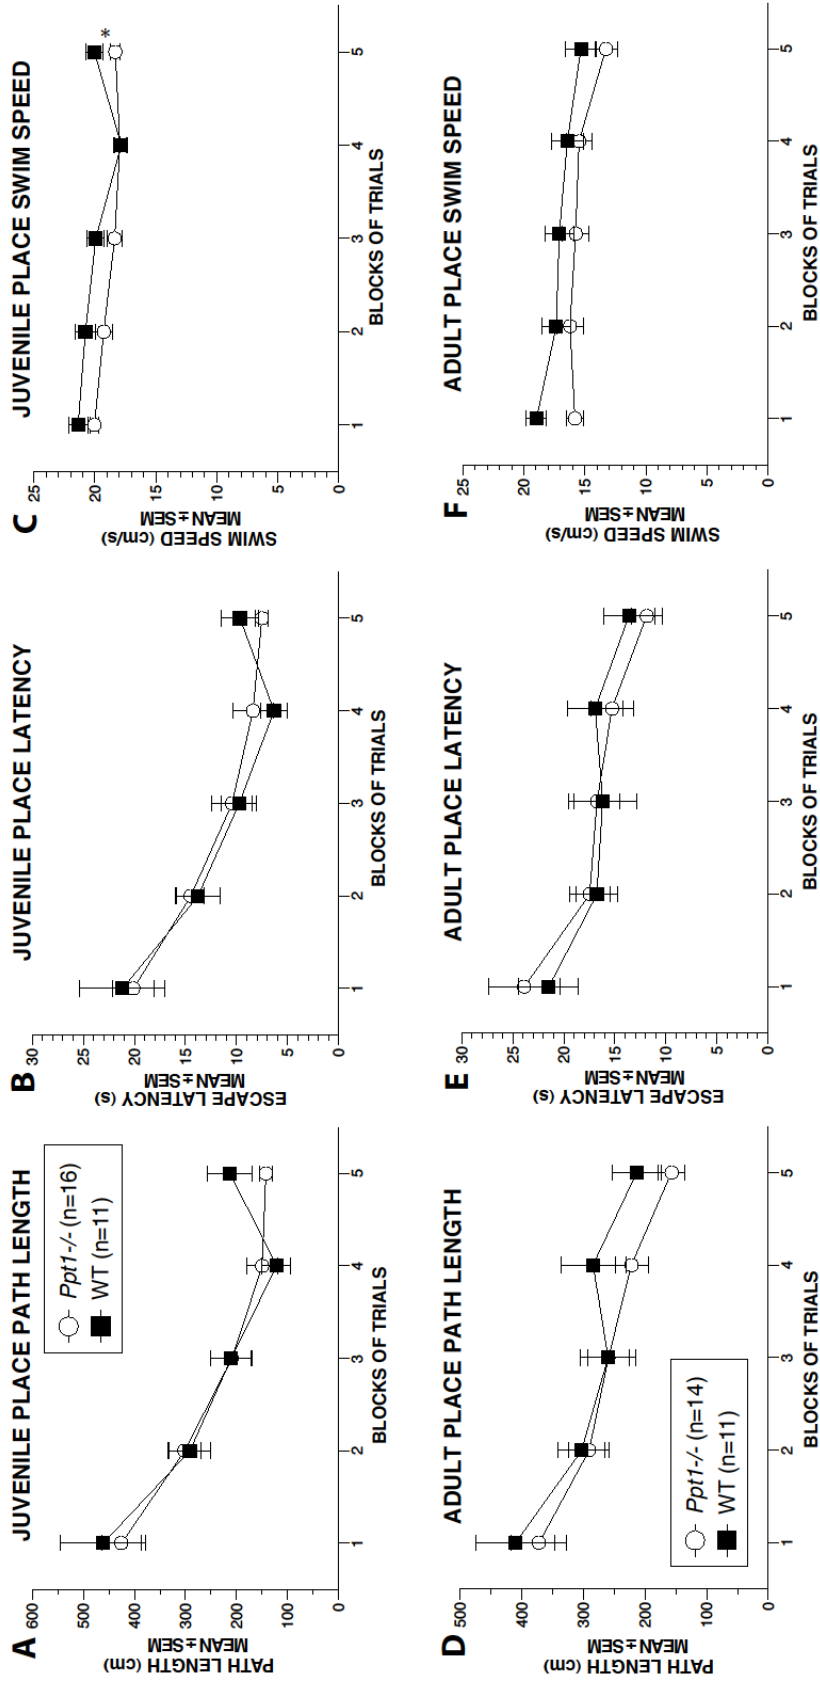 A
JUVENILE PLACE PATH LENGTH
PATH LENGTH (cm)
MEAN ± SEM
600
500
400
300
200
100
0
Ppt1-/- (n=16)
WT (n=11)
1 2 3 4 5
BLOCKS OF TRIALS
B
JUVENILE PLACE LATENCY
ESCAPE LATENCY (s)
MEAN ± SEM
30
25
20
15
10
5
0
1 2 3 4 5
BLOCKS OF TRIALS
C
JUVENILE PLACE SWIM SPEED
SWIM SPEED (cm/s)
MEAN ± SEM
25
20
15
10
5
0
*
1 2 3 4 5
BLOCKS OF TRIALS
D
ADULT PLACE PATH LENGTH
PATH LENGTH (cm)
MEAN ± SEM
500
400
300
200
100
0
Ppt1-/- (n=14)
WT (n=11)
1 2 3 4 5
BLOCKS OF TRIALS
E
ADULT PLACE LATENCY
ESCAPE LATENCY (s)
MEAN ± SEM
30
25
20
15
10
5
0
1 2 3 4 5
BLOCKS OF TRIALS
F
ADULT PLACE SWIM SPEED
SWIM SPEED (cm/s)
MEAN ± SEM
25
20
15
10
5
0
1 2 3 4 5
BLOCKS OF TRIALS